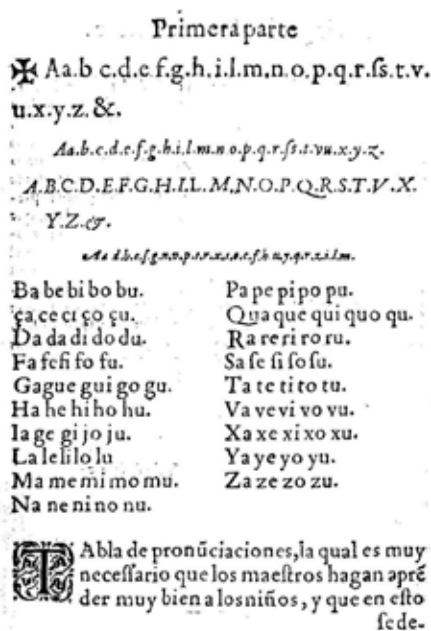 Primera parte
✠ Aa.b c.d.e.f.g.h.i.l.m.n.o.p.q.r.ſs.t.v.
u.x.y.z.&.
Aa.b.c.d.e.f.g.h.i.l.m.n o.p.q.r.ſs.t.vu.x.y.z.
A.B.C.D.E.F.G.H.I.L.M.N.O.P.Q.R.S.T.V.X.
Y.Z.&.
Ba be bi bo bu.
ça,ce ci ço çu.
Da da di do du.
Fa fe fi fo fu.
Ga gue gui go gu.
Ha he hi ho hu.
Ia ge gi jo ju.
La le li lo lu
Ma me mi mo mu.
Na ne ni no nu.
Pa pe pi po pu.
Qua que qui quo qu.
Ra re ri ro ru.
Sa ſe ſi ſo ſu.
Ta te ti to tu.
Va ve vi vo vu.
Xa xe xi xo xu.
Ya ye yo yu.
Za ze zo zu.
TAbla de pronũciaciones,la qual es muy
neceſſario que los maeſtros hagan aprẽ
der muy bien a los niños, y que en eſto
ſe de-